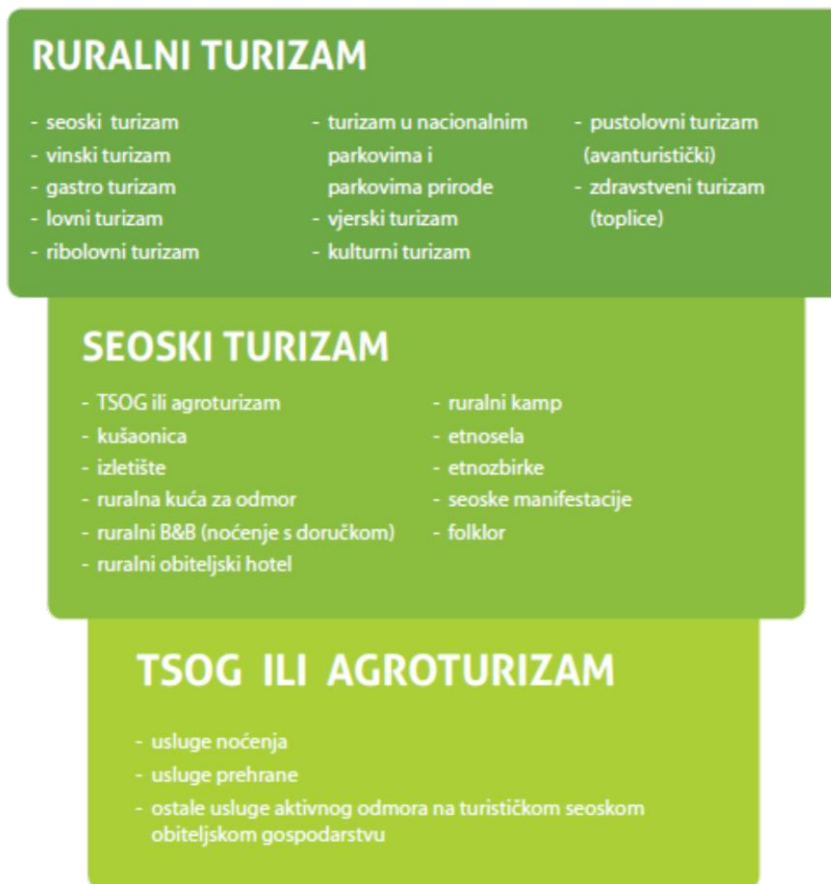 RURALNI TURIZAM
- seoski turizam
- vinski turizam
- gastro turizam
- lovni turizam
- ribolovni turizam
- turizam u nacionalnim
parkovima i
parkovima prirode
- vjerski turizam
- kulturni turizam
- pustolovni turizam
(avanturistički)
- zdravstveni turizam
(toplice)
SEOSKI TURIZAM
- TSOG ili agroturizam
- kušaonica
- izletište
- ruralna kuća za odmor
- ruralni B&B (noćenje s doručkom)
- ruralni obiteljski hotel
- ruralni kamp
- etnosela
- etnozbirke
- seoske manifestacije
- folklor
TSOG ILI AGROTURIZAM
- usluge noćenja
- usluge prehrane
- ostale usluge aktivnog odmora na turističkom seoskom
obiteljskom gospodarstvu